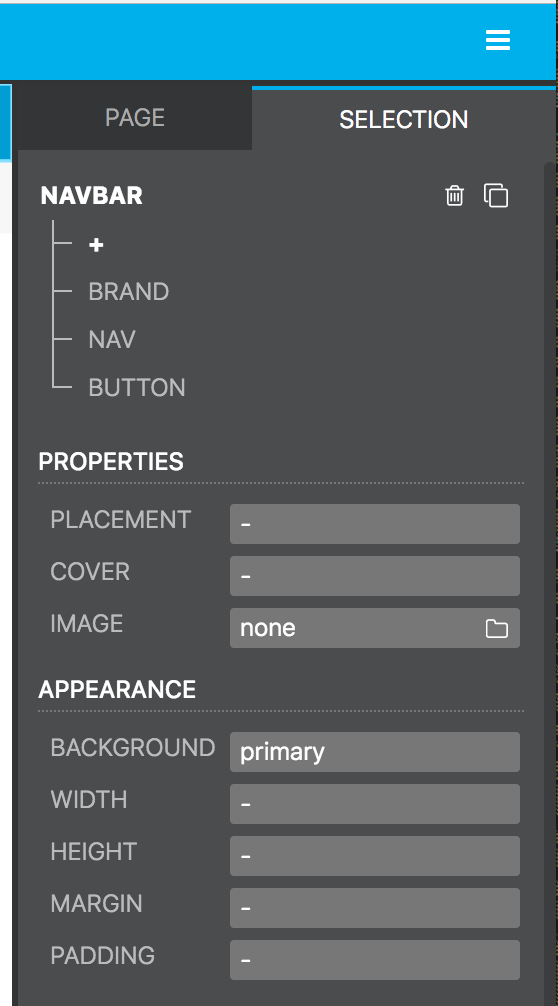 PAGE SELECTION
NAVBAR
+
BRAND
NAV
BUTTON
PROPERTIES
PLACEMENT -
COVER -
IMAGE none
APPEARANCE
BACKGROUND primary
WIDTH -
HEIGHT -
MARGIN -
PADDING -